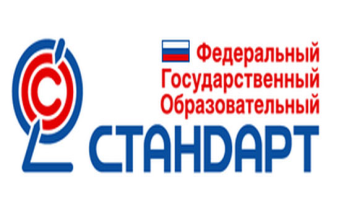 Федеральный
Государственный
Образовательный
СТАНДАРТ